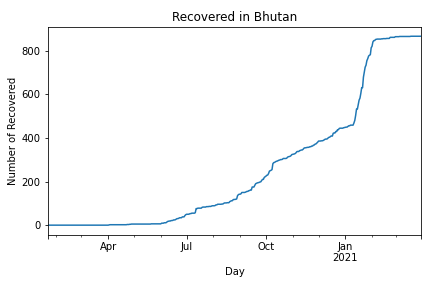 Recovered in Bhutan
Number of Recovered
800
600
400
200
0
Apr
Jul
Oct
Jan
2021
Day